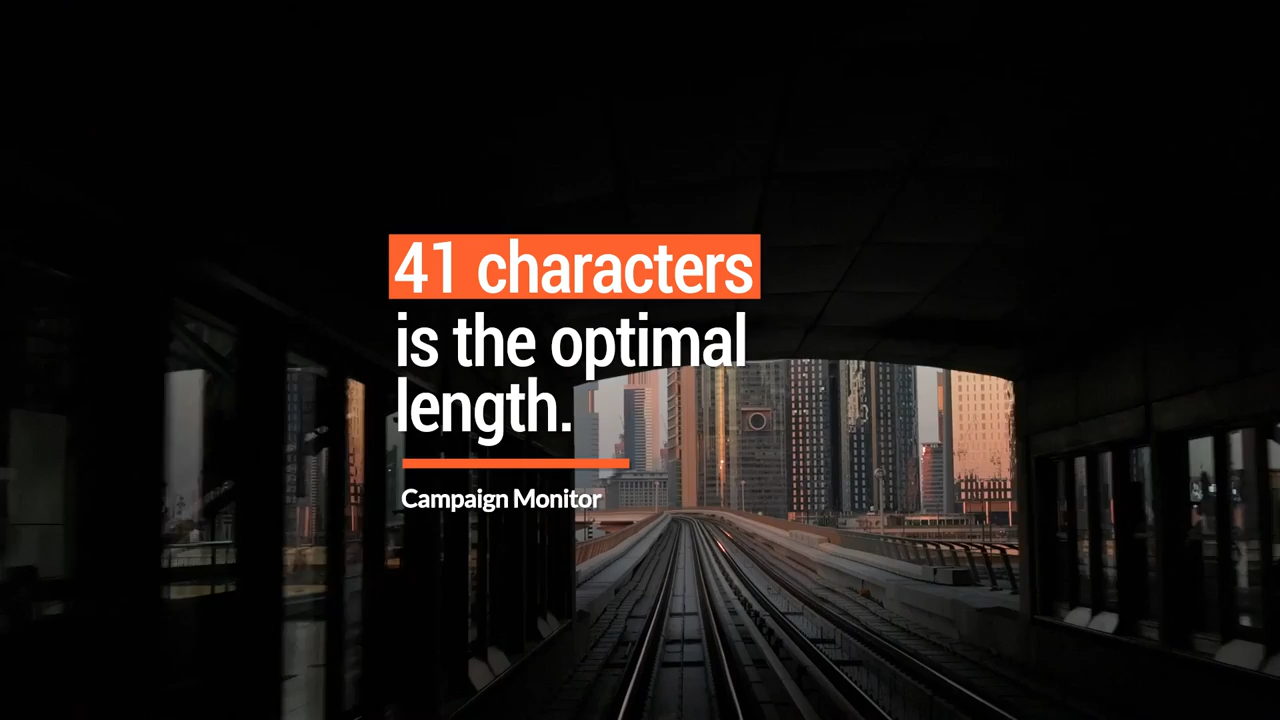 41 characters
is the optimal
length.
Campaign Monitor